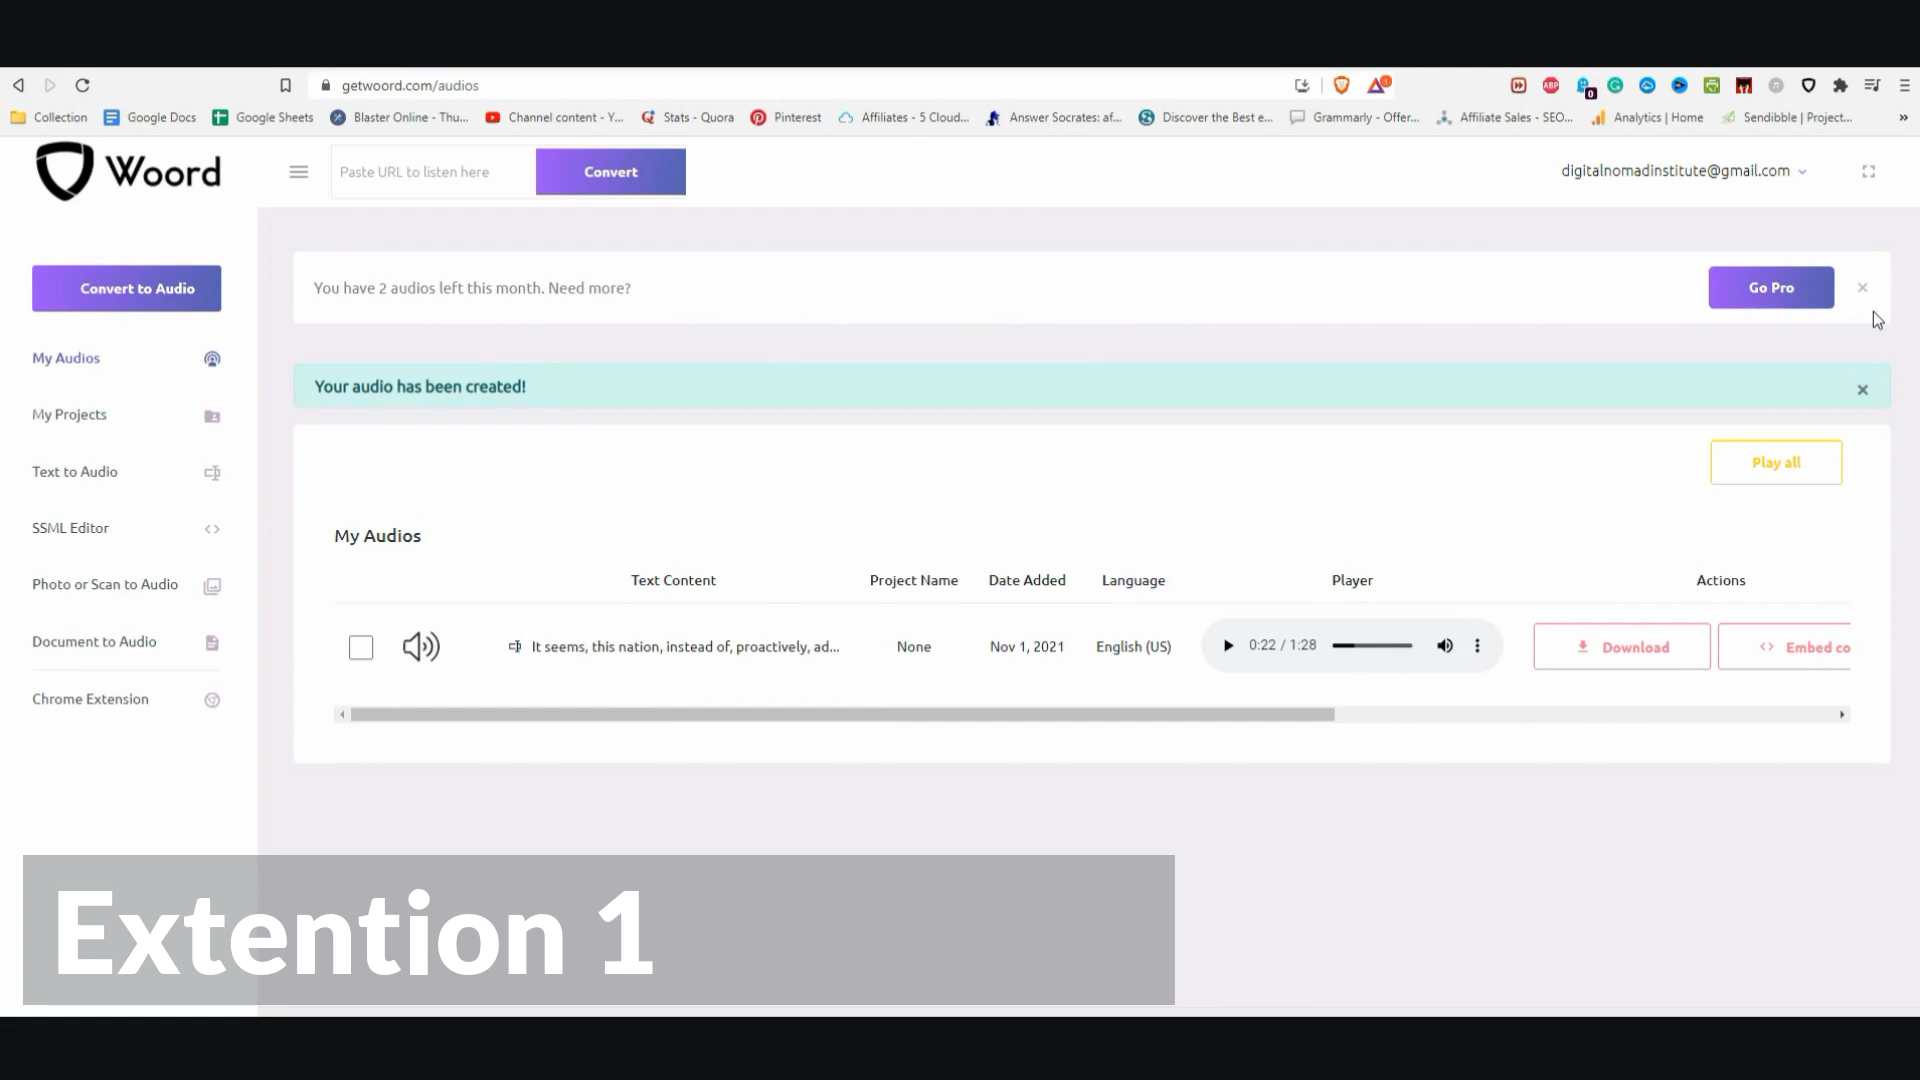 getwoord.com/audios
Collection Google Docs Google Sheets Blaster Online - Thu... Channel content - Y... Stats - Quora Pinterest Affiliates - 5 Cloud... Answer Socrates: af... Discover the Best e... Grammarly - Offer... Affiliate Sales - SEO... Analytics | Home Sendibble | Project... »
Woord
Paste URL to listen here
Convert
digitalnomadinstitute@gmail.com
Convert to Audio
You have 2 audios left this month. Need more?
Go Pro
My Audios
Your audio has been created!
My Projects
Text to Audio
Play all
SSML Editor
My Audios
Photo or Scan to Audio
Text Content Project Name Date Added Language Player Actions
Document to Audio
It seems, this nation, instead of, proactively, ad... None Nov 1, 2021 English (US) 0:22 / 1:28 Download Embed co
Chrome Extension
Extention 1